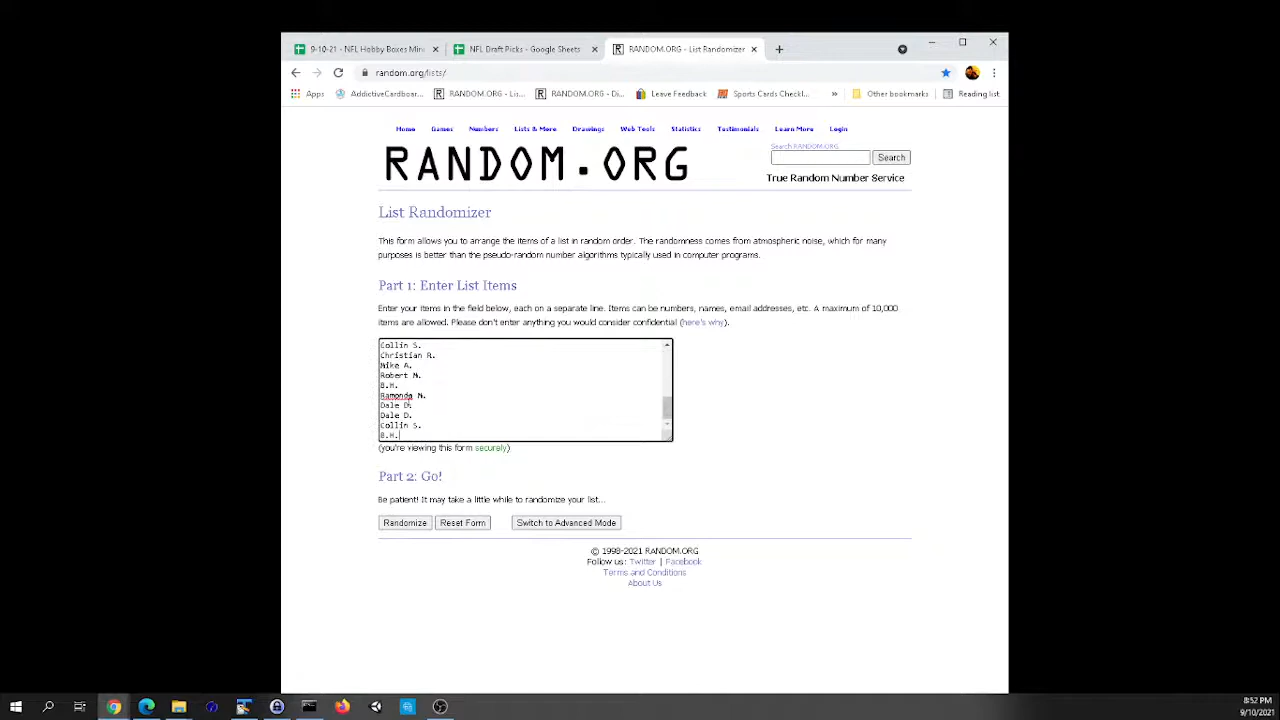 9-10-21 - NFL Hobby Boxes Mini
NFL Draft Picks - Google Sheets
RANDOM.ORG - List Randomizer
random.org/lists/
Apps AddictiveCardboar... RANDOM.ORG - Lis... RANDOM.ORG - Di... Leave Feedback Sports Cards Checkl... » Other bookmarks Reading list
Home Games Numbers Lists & More Drawings Web Tools Statistics Testimonials Learn More Login
Search RANDOM.ORG
RANDOM.ORG
Search
True Random Number Service
List Randomizer
This form allows you to arrange the items of a list in random order. The randomness comes from atmospheric noise, which for many
purposes is better than the pseudo-random number algorithms typically used in computer programs.
Part 1: Enter List Items
Enter your items in the field below, each on a separate line. Items can be numbers, names, email addresses, etc. A maximum of 10,000
items are allowed. Please don't enter anything you would consider confidential (here's why).
Collin S.
Christian R.
Mike A.
Robert M.
B.H.
Ramonda M.
Dale D.
Dale D.
Collin S.
B.H.
(you're viewing this form securely)
Part 2: Go!
Be patient! It may take a little while to randomize your list...
Randomize Reset Form Switch to Advanced Mode
© 1998-2021 RANDOM.ORG
Follow us: Twitter | Facebook
Terms and Conditions
About Us
8:52 PM
9/10/2021